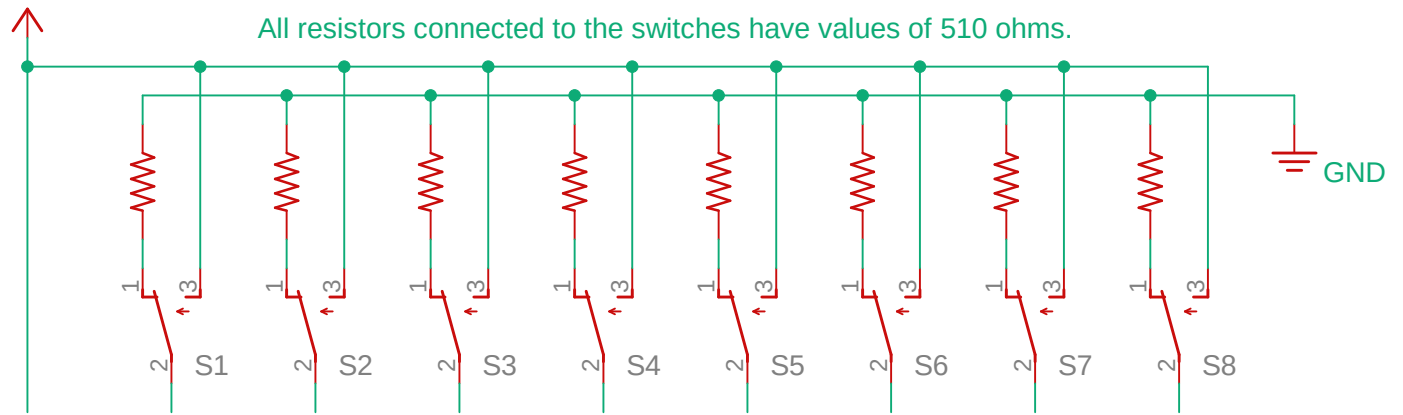 All resistors connected to the switches have values of 510 ohms.
GND
1 3 1 3 1 3 1 3 1 3 1 3 1 3 1 3
2 S1 2 S2 2 S3 2 S4 2 S5 2 S6 2 S7 2 S8